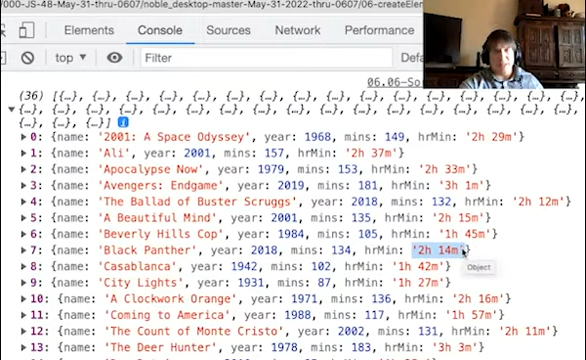 /000-JS-48-May-31-thru-0607/noble_desktop-master-May-31-2022-thru-0607/06-createElem
Elements Console Sources Network Performance
top Filter Defa
06.06-So
(36) [{…}, {…}, {…}, {…}, {…}, {…}, {…}, {…}, {…}, {…}, {…},
{…}, {…}, {…}, {…}, {…}, {…}, {…}, {…}, {…}, {…}, {…},
{…}, {…}, {…}] i
0: {name: '2001: A Space Odyssey', year: 1968, mins: 149, hrMin: '2h 29m'}
1: {name: 'Ali', year: 2001, mins: 157, hrMin: '2h 37m'}
2: {name: 'Apocalypse Now', year: 1979, mins: 153, hrMin: '2h 33m'}
3: {name: 'Avengers: Endgame', year: 2019, mins: 181, hrMin: '3h 1m'}
4: {name: 'The Ballad of Buster Scruggs', year: 2018, mins: 132, hrMin: '2h 12m'}
5: {name: 'A Beautiful Mind', year: 2001, mins: 135, hrMin: '2h 15m'}
6: {name: 'Beverly Hills Cop', year: 1984, mins: 105, hrMin: '1h 45m'}
7: {name: 'Black Panther', year: 2018, mins: 134, hrMin: '2h 14m'}
Object
8: {name: 'Casablanca', year: 1942, mins: 102, hrMin: '1h 42m'}
9: {name: 'City Lights', year: 1931, mins: 87, hrMin: '1h 27m'}
10: {name: 'A Clockwork Orange', year: 1971, mins: 136, hrMin: '2h 16m'}
11: {name: 'Coming to America', year: 1988, mins: 117, hrMin: '1h 57m'}
12: {name: 'The Count of Monte Cristo', year: 2002, mins: 131, hrMin: '2h 11m'}
13: {name: 'The Deer Hunter', year: 1978, mins: 183, hrMin: '3h 3m'}